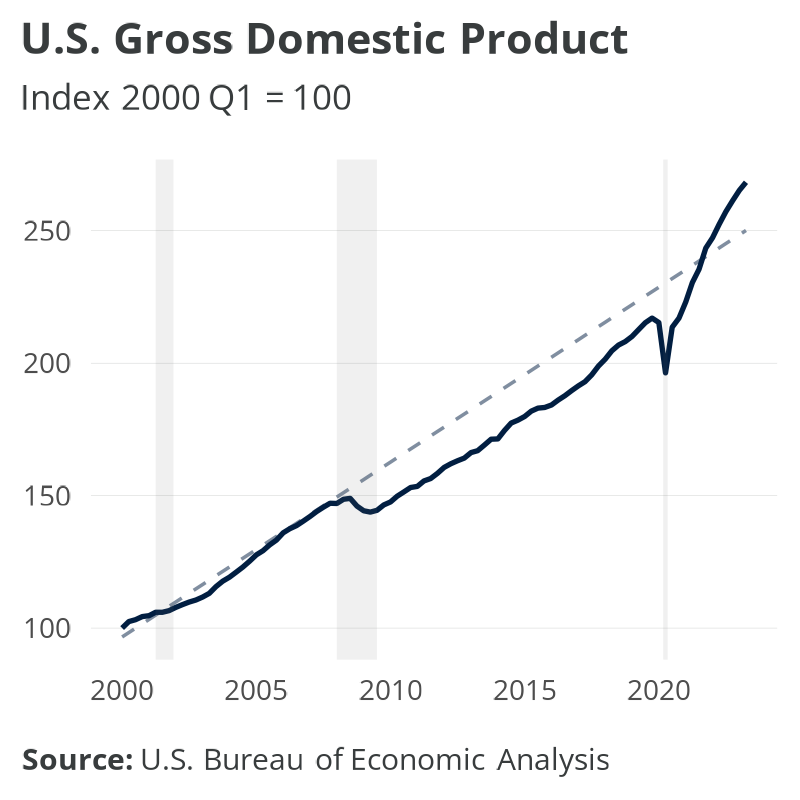 U.S. Gross Domestic Product
Index 2000 Q1 = 100
250
200
150
100
2000 2005 2010 2015 2020
Source: U.S. Bureau of Economic Analysis